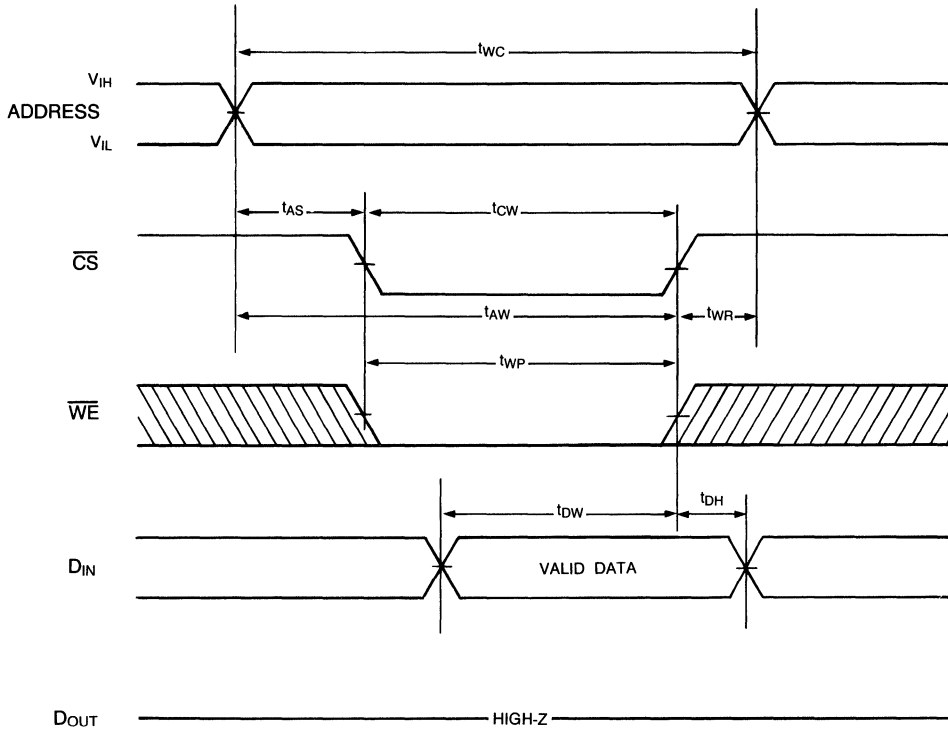 tWC
VIH
ADDRESS
VIL
tAS
tCW
CS
tAW
tWR
tWP
WE
tDW
tDH
DIN
VALID DATA
DOUT
HIGH-Z